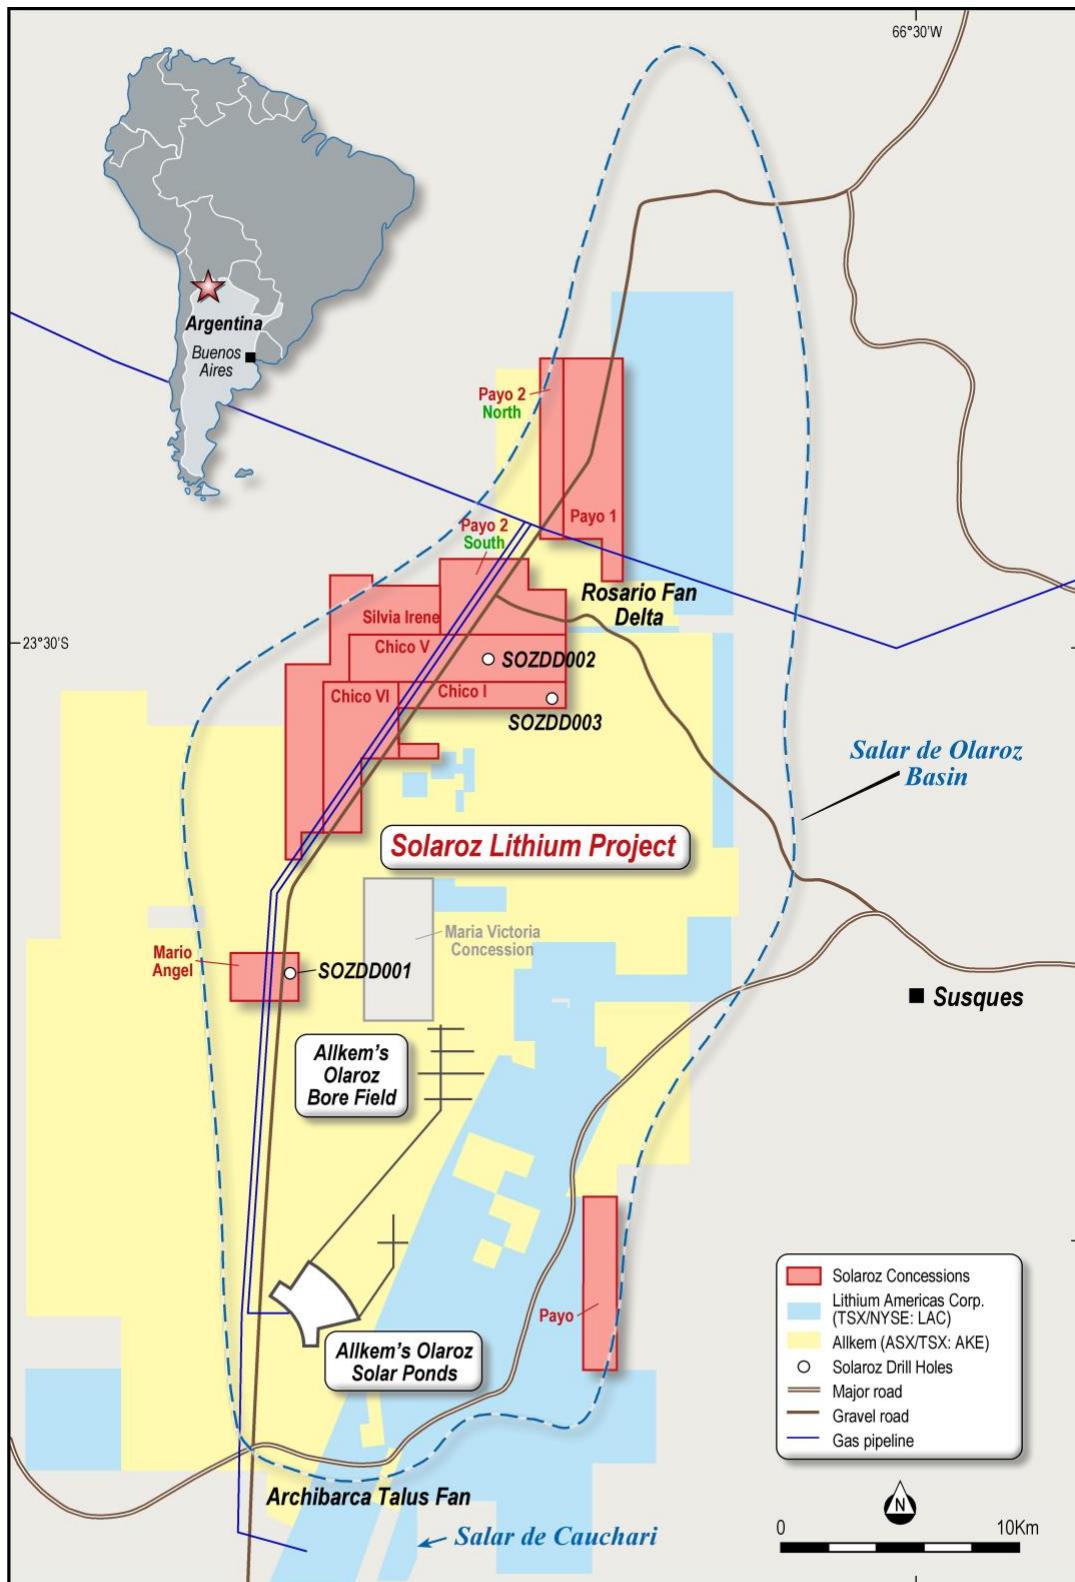 66°30'W
Argentina
Buenos
Aires
Payo 2
North
Payo 1
Payo 2
South
Rosario Fan
Delta
Silvia Irene
23°30'S
Chico V
SOZDD002
Chico VI
Chico I
SOZDD003
Salar de Olaroz
Basin
Solaroz Lithium Project
Maria Victoria
Concession
Mario
Angel
SOZDD001
Susques
Allkem's
Olaroz
Bore Field
Payo
Allkem's Olaroz
Solar Ponds
Solaroz Concessions
Lithium Americas Corp.
(TSX/NYSE: LAC)
Allkem (ASX/TSX: AKE)
Solaroz Drill Holes
Major road
Gravel road
Gas pipeline
Archibarca Talus Fan
Salar de Cauchari
N
0 10Km